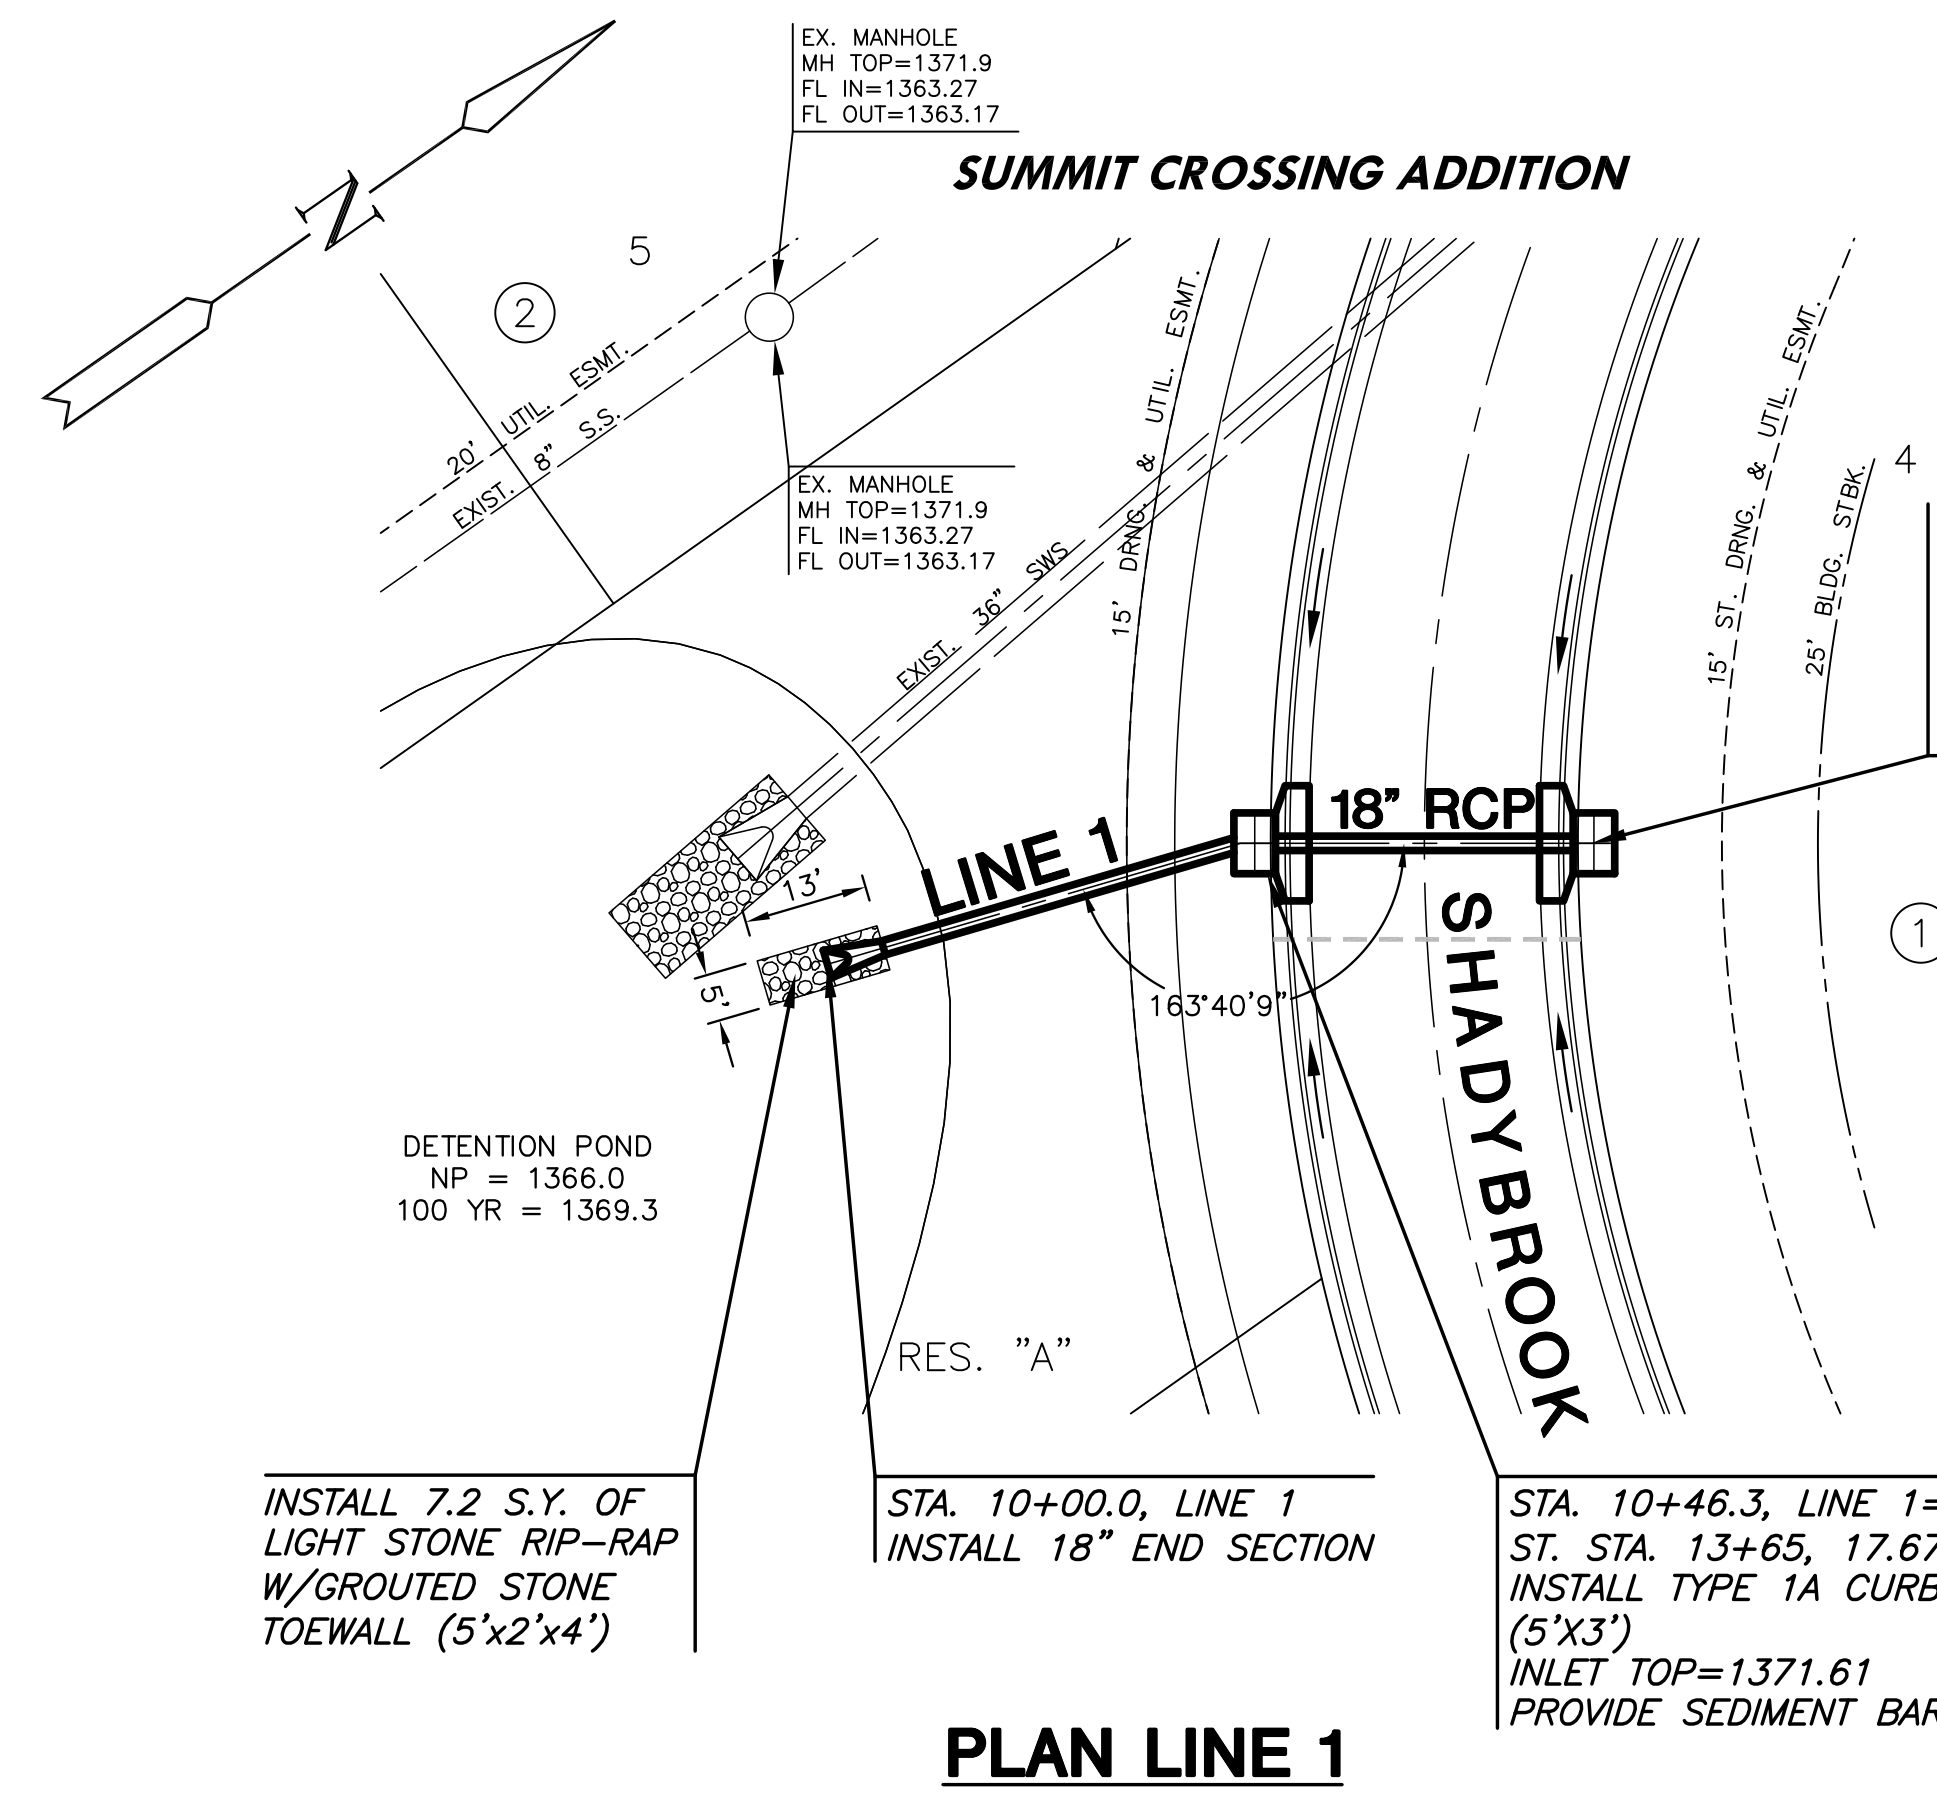 EX. MANHOLE
MH TOP=1371.9
FL IN=1363.27
FL OUT=1363.17
SUMMIT CROSSING ADDITION
N
5
2
20' UTIL. ESMT.
EXIST. 8" S.S.
EX. MANHOLE
MH TOP=1371.9
FL IN=1363.27
FL OUT=1363.17
EXIST. 36" SWS
15' DRNG. & UTIL. ESMT.
15' ST. DRNG. & UTIL. ESMT.
25' BLDG. STBK.
4
18" RCP
LINE 1
13'
5'
163°40'9"
1
SHADYBROOK
DETENTION POND
NP = 1366.0
100 YR = 1369.3
RES. "A"
INSTALL 7.2 S.Y. OF
LIGHT STONE RIP-RAP
W/GROUTED STONE
TOEWALL (5'x2'x4')
STA. 10+00.0, LINE 1
INSTALL 18" END SECTION
STA. 10+46.3, LINE 1=
ST. STA. 13+65, 17.67
INSTALL TYPE 1A CURB
(5'X3')
INLET TOP=1371.61
PROVIDE SEDIMENT BAR
PLAN LINE 1